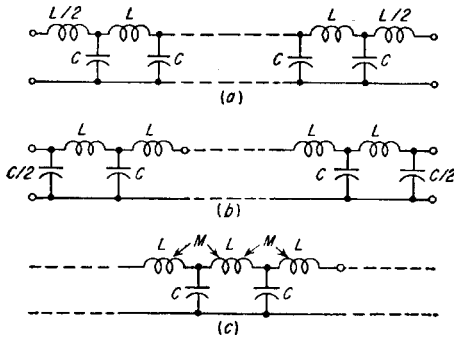 L/2 L L L/2
C C C C
(a)
L L L L
C/2 C C C/2
(b)
L M L M L
C C
(c)